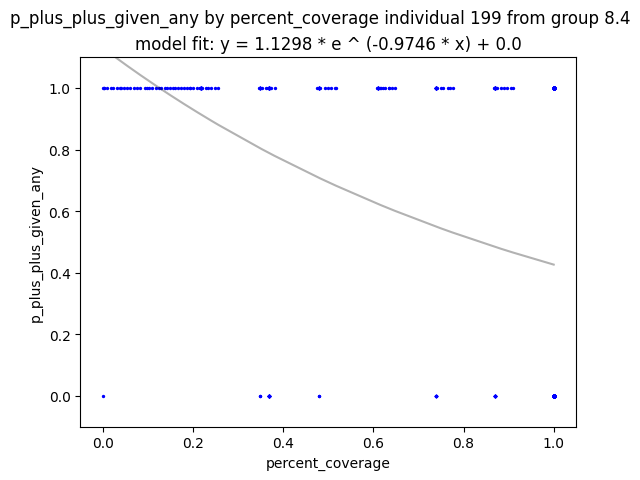 p_plus_plus_given_any by percent_coverage individual 199 from group 8.4
model fit: y = 1.1298 * e ^ (-0.9746 * x) + 0.0
1.0
0.8
0.6
0.4
0.2
0.0
p_plus_plus_given_any
0.0 0.2 0.4 0.6 0.8 1.0
percent_coverage